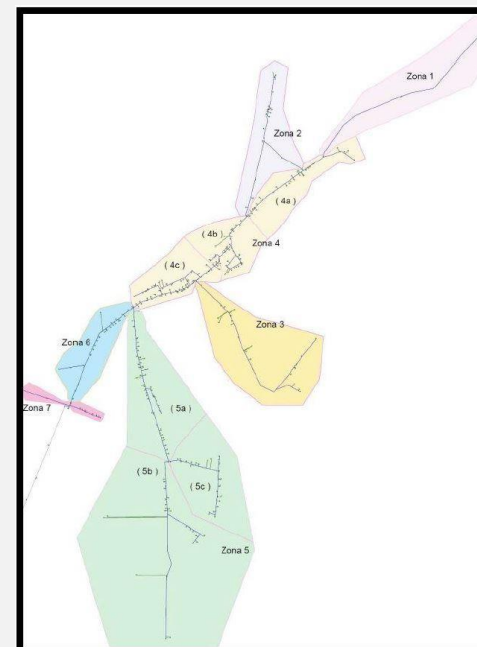 Zona 1
Zona 2
( 4a )
( 4b )
Zona 4
( 4c )
Zona 3
Zona 6
Zona 7
( 5a )
( 5b )
( 5c )
Zona 5